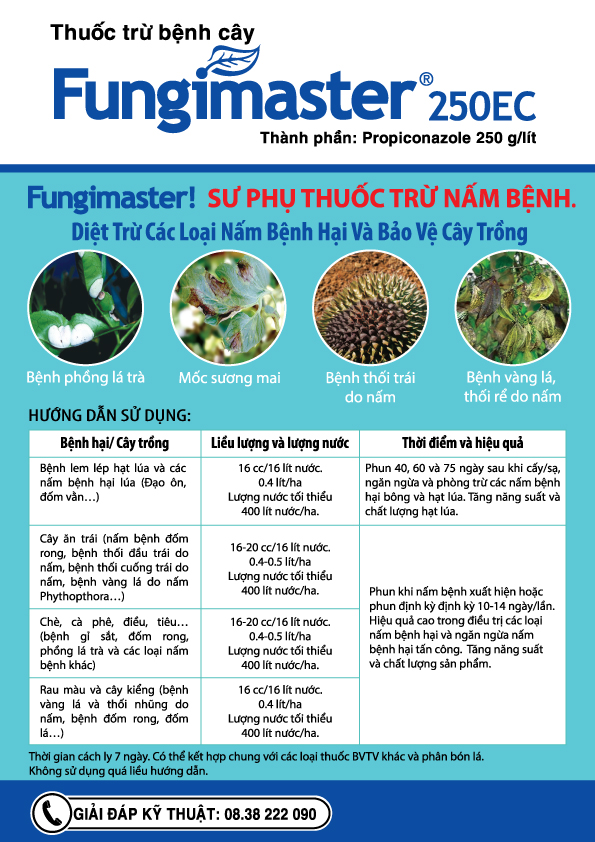 Thuốc trừ bệnh cây
Fungimaster® 250EC
Thành phần: Propiconazole 250 g/lít
Fungimaster! SƯ PHỤ THUỐC TRỪ NẤM BỆNH.
Diệt Trừ Các Loại Nấm Bệnh Hại Và Bảo Vệ Cây Trồng
Bệnh phồng lá trà
Mốc sương mai
Bệnh thối trái
do nấm
Bệnh vàng lá,
thối rể do nấm
HƯỚNG DẪN SỬ DỤNG:
Bệnh hại/ Cây trồng
Liều lượng và lượng nước
Thời điểm và hiệu quả
Bệnh lem lép hạt lúa và các
nấm bệnh hại lúa (Đạo ôn,
đốm vằn…)
16 cc/16 lít nước.
0.4 lít/ha
Lượng nước tối thiểu
400 lít nước/ha.
Phun 40, 60 và 75 ngày sau khi cấy/sạ,
ngăn ngừa và phòng trừ các nấm bệnh
hại bông và hạt lúa. Tăng năng suất và
chất lượng hạt lúa.
Cây ăn trái (nấm bệnh đốm
rong, bệnh thối đầu trái do
nấm, bệnh thối cuống trái do
nấm, bệnh vàng lá do nấm
Phythopthora…)
16-20 cc/16 lít nước.
0.4-0.5 lít/ha
Lượng nước tối thiểu
400 lít nước/ha.
Phun khi nấm bệnh xuất hiện hoặc
phun định kỳ định kỳ 10-14 ngày/lần.
Hiệu quả cao trong điều trị các loại
nấm bệnh hại và ngăn ngừa nấm
bệnh hại tấn công. Tăng năng suất
và chất lượng sản phẩm.
Chè, cà phê, điều, tiêu…
(bệnh gỉ sắt, đốm rong,
phồng lá trà và các loại nấm
bệnh khác)
16-20 cc/16 lít nước.
0.4-0.5 lít/ha
Lượng nước tối thiểu
400 lít nước/ha.
Rau màu và cây kiểng (bệnh
vàng lá và thối nhũng do
nấm, bệnh đốm rong, đốm
lá…)
16 cc/16 lít nước.
0.4 lít/ha
Lượng nước tối thiểu
400 lít nước/ha.
Thời gian cách ly 7 ngày. Có thể kết hợp chung với các loại thuốc BVTV khác và phân bón lá.
Không sử dụng quá liều hướng dẫn.
GIẢI ĐÁP KỸ THUẬT: 08.38 222 090